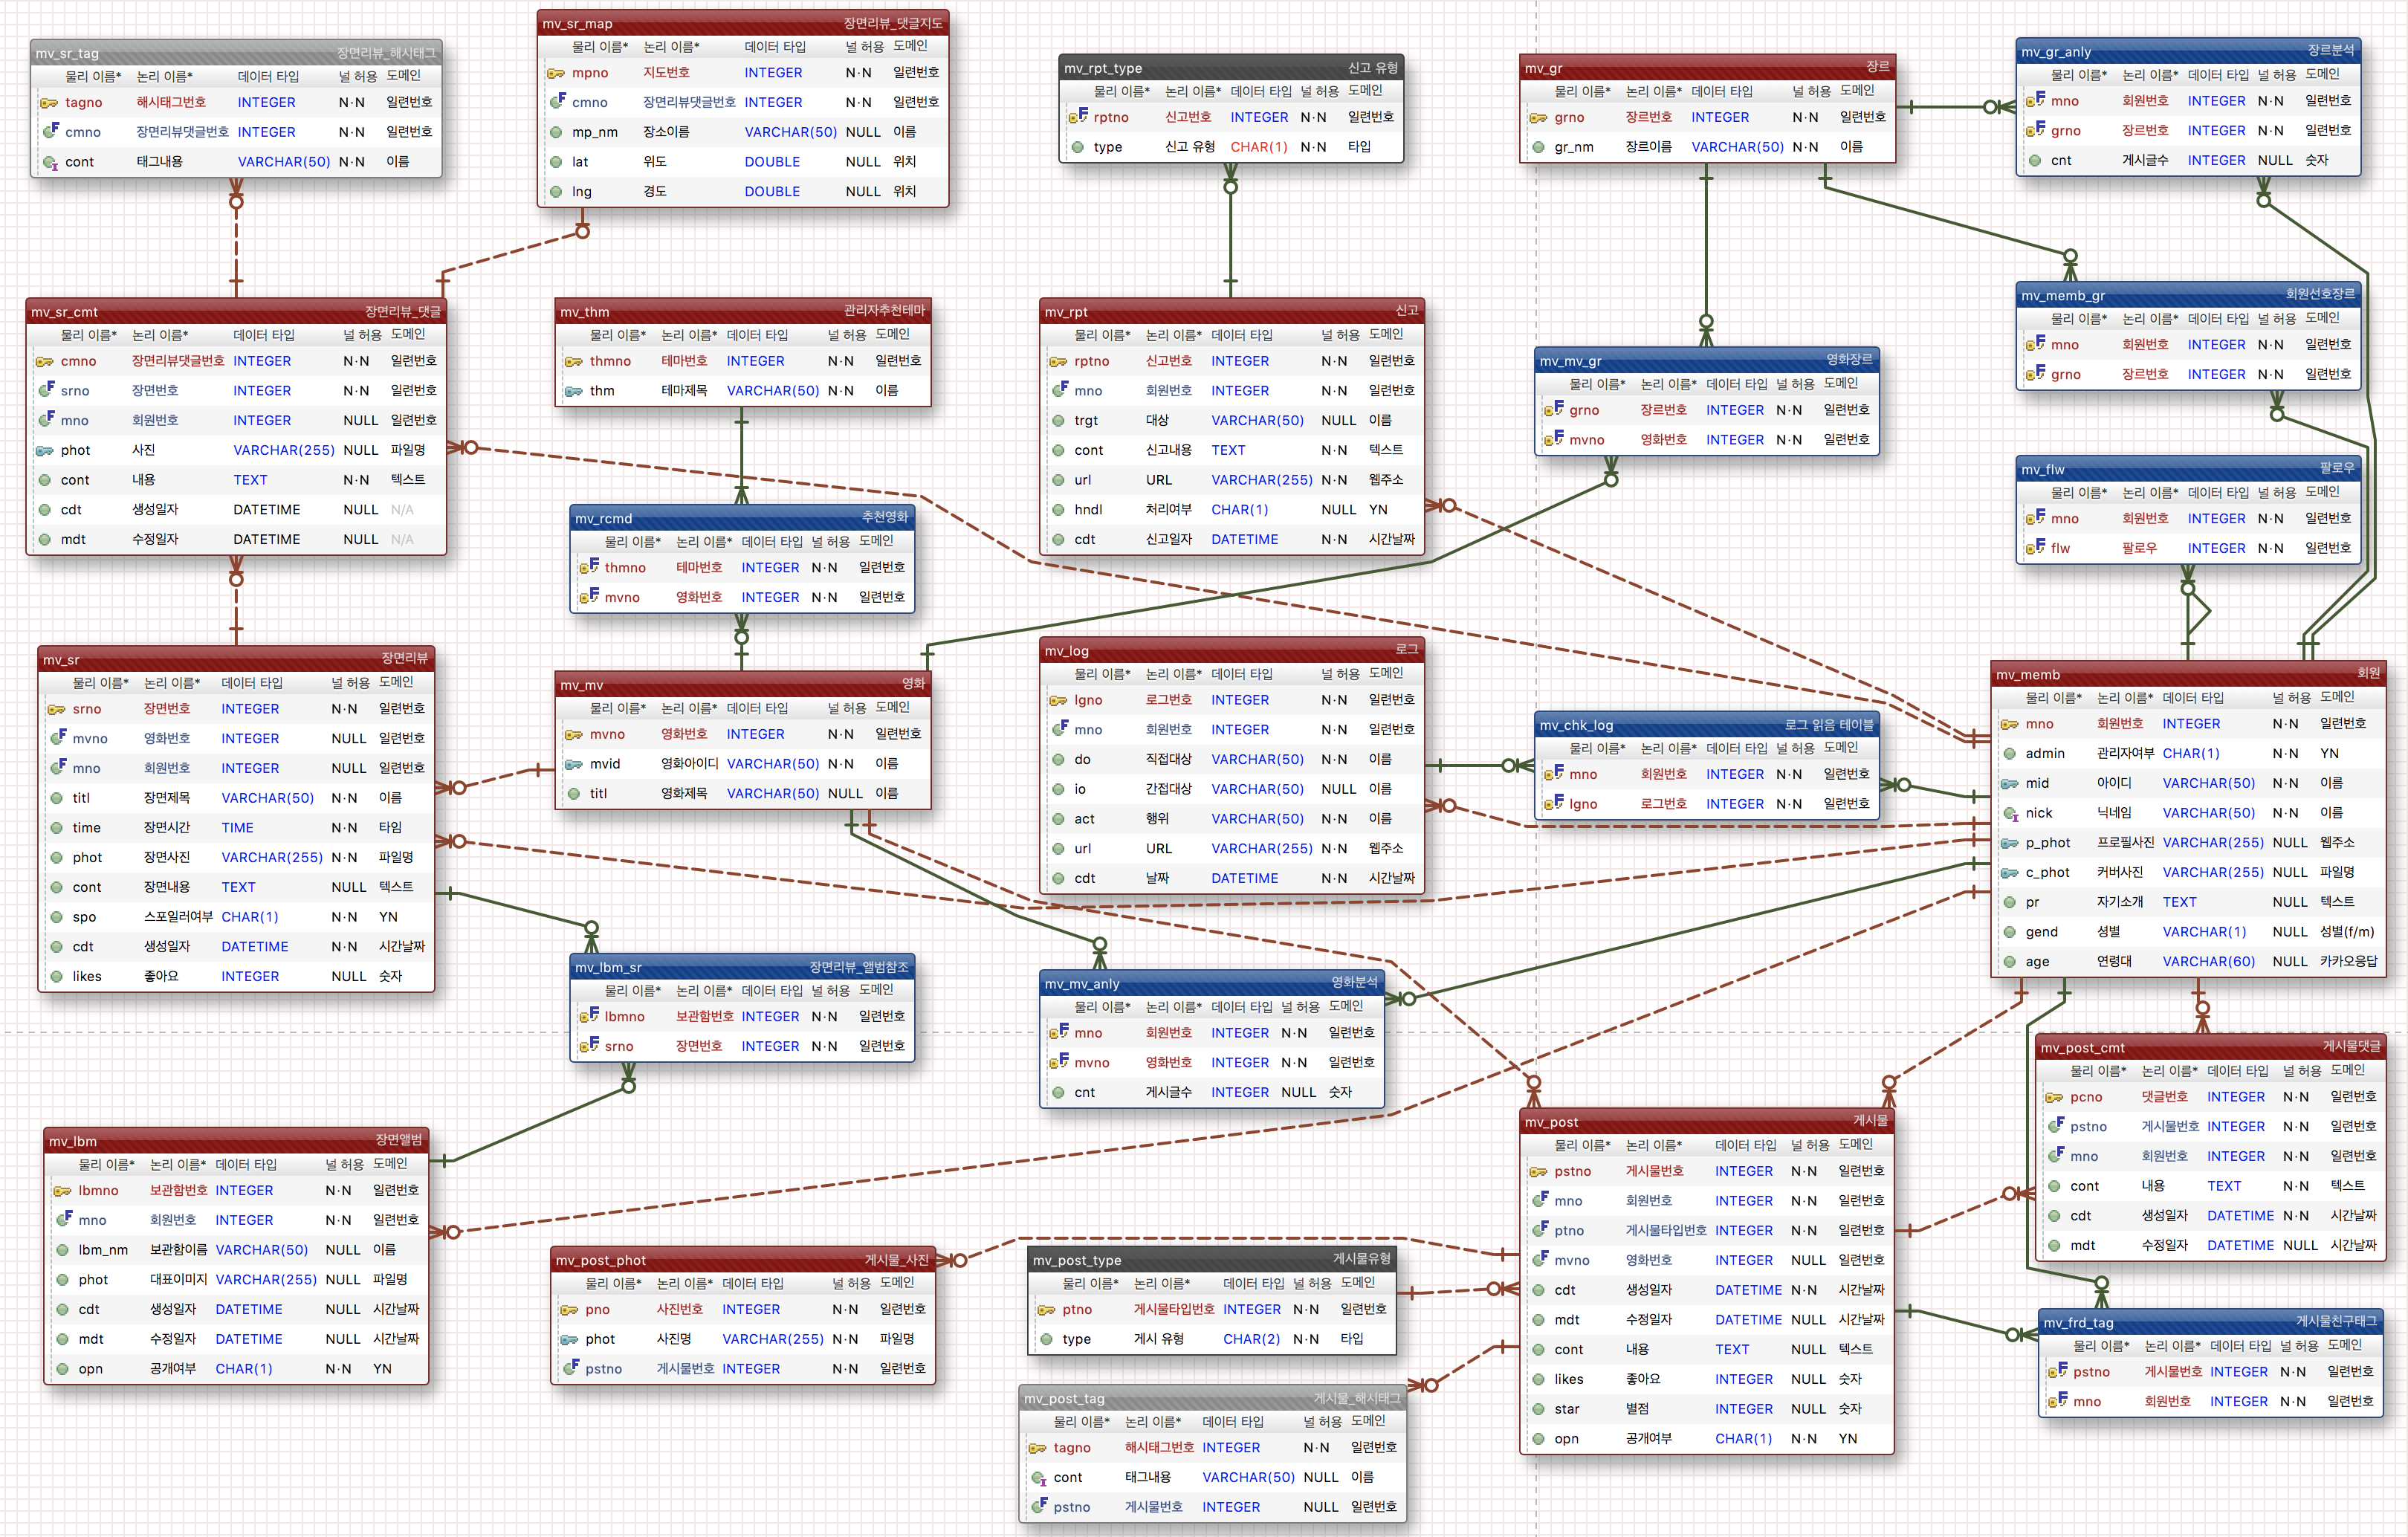 mv_sr_tag 장면리뷰_해시태그
물리 이름* 논리 이름* 데이터 타입 널 허용 도메인
tagno 해시태그번호 INTEGER N·N 일련번호
cmno 장면리뷰댓글번호 INTEGER N·N 일련번호
cont 태그내용 VARCHAR(50) N·N 이름
mv_sr_map 장면리뷰_댓글지도
물리 이름* 논리 이름* 데이터 타입 널 허용 도메인
mpno 지도번호 INTEGER N·N 일련번호
cmno 장면리뷰댓글번호 INTEGER N·N 일련번호
mp_nm 장소이름 VARCHAR(50) NULL 이름
lat 위도 DOUBLE NULL 위치
lng 경도 DOUBLE NULL 위치
mv_rpt_type 신고 유형
물리 이름* 논리 이름* 데이터 타입 널 허용 도메인
rptno 신고번호 INTEGER N·N 일련번호
type 신고 유형 CHAR(1) N·N 타입
mv_gr 장르
물리 이름* 논리 이름* 데이터 타입 널 허용 도메인
grno 장르번호 INTEGER N·N 일련번호
gr_nm 장르이름 VARCHAR(50) N·N 이름
mv_gr_anly 장르분석
물리 이름* 논리 이름* 데이터 타입 널 허용 도메인
mno 회원번호 INTEGER N·N 일련번호
grno 장르번호 INTEGER N·N 일련번호
cnt 게시글수 INTEGER NULL 숫자
mv_sr_cmt 장면리뷰_댓글
물리 이름* 논리 이름* 데이터 타입 널 허용 도메인
cmno 장면리뷰댓글번호 INTEGER N·N 일련번호
srno 장면번호 INTEGER N·N 일련번호
mno 회원번호 INTEGER NULL 일련번호
phot 사진 VARCHAR(255) NULL 파일명
cont 내용 TEXT N·N 텍스트
cdt 생성일자 DATETIME NULL N/A
mdt 수정일자 DATETIME NULL N/A
mv_thm 관리자추천테마
물리 이름* 논리 이름* 데이터 타입 널 허용 도메인
thmno 테마번호 INTEGER N·N 일련번호
thm 테마제목 VARCHAR(50) N·N 이름
mv_rpt 신고
물리 이름* 논리 이름* 데이터 타입 널 허용 도메인
rptno 신고번호 INTEGER N·N 일련번호
mno 회원번호 INTEGER N·N 일련번호
trgt 대상 VARCHAR(50) NULL 이름
cont 신고내용 TEXT N·N 텍스트
url URL VARCHAR(255) N·N 웹주소
hndl 처리여부 CHAR(1) NULL YN
cdt 신고일자 DATETIME N·N 시간날짜
mv_memb_gr 회원선호장르
물리 이름* 논리 이름* 데이터 타입 널 허용 도메인
mno 회원번호 INTEGER N·N 일련번호
grno 장르번호 INTEGER N·N 일련번호
mv_mv_gr 영화장르
물리 이름* 논리 이름* 데이터 타입 널 허용 도메인
grno 장르번호 INTEGER N·N 일련번호
mvno 영화번호 INTEGER N·N 일련번호
mv_flw 팔로우
물리 이름* 논리 이름* 데이터 타입 널 허용 도메인
mno 회원번호 INTEGER N·N 일련번호
flw 팔로우 INTEGER N·N 일련번호
mv_rcmd 추천영화
물리 이름* 논리 이름* 데이터 타입 널 허용 도메인
thmno 테마번호 INTEGER N·N 일련번호
mvno 영화번호 INTEGER N·N 일련번호
mv_sr 장면리뷰
물리 이름* 논리 이름* 데이터 타입 널 허용 도메인
srno 장면번호 INTEGER N·N 일련번호
mvno 영화번호 INTEGER NULL 일련번호
mno 회원번호 INTEGER NULL 일련번호
titl 장면제목 VARCHAR(50) N·N 이름
time 장면시간 TIME N·N 타임
phot 장면사진 VARCHAR(255) N·N 파일명
cont 장면내용 TEXT NULL 텍스트
spo 스포일러여부 CHAR(1) N·N YN
cdt 생성일자 DATETIME N·N 시간날짜
likes 좋아요 INTEGER NULL 숫자
mv_mv 영화
물리 이름* 논리 이름* 데이터 타입 널 허용 도메인
mvno 영화번호 INTEGER N·N 일련번호
mvid 영화아이디 VARCHAR(50) N·N 이름
titl 영화제목 VARCHAR(50) NULL 이름
mv_log 로그
물리 이름* 논리 이름* 데이터 타입 널 허용 도메인
lgno 로그번호 INTEGER N·N 일련번호
mno 회원번호 INTEGER N·N 일련번호
do 직접대상 VARCHAR(50) N·N 이름
io 간접대상 VARCHAR(50) NULL 이름
act 행위 VARCHAR(50) N·N 이름
url URL VARCHAR(255) N·N 웹주소
cdt 날짜 DATETIME N·N 시간날짜
mv_chk_log 로그 읽음 테이블
물리 이름* 논리 이름* 데이터 타입 널 허용 도메인
mno 회원번호 INTEGER N·N 일련번호
lgno 로그번호 INTEGER N·N 일련번호
mv_memb 회원
물리 이름* 논리 이름* 데이터 타입 널 허용 도메인
mno 회원번호 INTEGER N·N 일련번호
admin 관리자여부 CHAR(1) N·N YN
mid 아이디 VARCHAR(50) N·N 이름
nick 닉네임 VARCHAR(50) N·N 이름
p_phot 프로필사진 VARCHAR(255) NULL 웹주소
c_phot 커버사진 VARCHAR(255) NULL 파일명
pr 자기소개 TEXT NULL 텍스트
gend 성별 VARCHAR(1) NULL 성별(f/m)
age 연령대 VARCHAR(60) NULL 카카오응답
mv_lbm_sr 장면리뷰_앨범참조
물리 이름* 논리 이름* 데이터 타입 널 허용 도메인
lbmno 보관함번호 INTEGER N·N 일련번호
srno 장면번호 INTEGER N·N 일련번호
mv_mv_anly 영화분석
물리 이름* 논리 이름* 데이터 타입 널 허용 도메인
mno 회원번호 INTEGER N·N 일련번호
mvno 영화번호 INTEGER N·N 일련번호
cnt 게시글수 INTEGER NULL 숫자
mv_post_cmt 게시물댓글
물리 이름* 논리 이름* 데이터 타입 널 허용 도메인
pcno 댓글번호 INTEGER N·N 일련번호
pstno 게시물번호 INTEGER N·N 일련번호
mno 회원번호 INTEGER N·N 일련번호
cont 내용 TEXT N·N 텍스트
cdt 생성일자 DATETIME N·N 시간날짜
mdt 수정일자 DATETIME NULL 시간날짜
mv_lbm 장면앨범
물리 이름* 논리 이름* 데이터 타입 널 허용 도메인
lbmno 보관함번호 INTEGER N·N 일련번호
mno 회원번호 INTEGER N·N 일련번호
lbm_nm 보관함이름 VARCHAR(50) NULL 이름
phot 대표이미지 VARCHAR(255) NULL 파일명
cdt 생성일자 DATETIME NULL 시간날짜
mdt 수정일자 DATETIME NULL 시간날짜
opn 공개여부 CHAR(1) N·N YN
mv_post 게시물
물리 이름* 논리 이름* 데이터 타입 널 허용 도메인
pstno 게시물번호 INTEGER N·N 일련번호
mno 회원번호 INTEGER N·N 일련번호
ptno 게시물타입번호 INTEGER N·N 일련번호
mvno 영화번호 INTEGER NULL 일련번호
cdt 생성일자 DATETIME N·N 시간날짜
mdt 수정일자 DATETIME NULL 시간날짜
cont 내용 TEXT NULL 텍스트
likes 좋아요 INTEGER NULL 숫자
star 별점 INTEGER NULL 숫자
opn 공개여부 CHAR(1) N·N YN
mv_post_phot 게시물_사진
물리 이름* 논리 이름* 데이터 타입 널 허용 도메인
pno 사진번호 INTEGER N·N 일련번호
phot 사진명 VARCHAR(255) N·N 파일명
pstno 게시물번호 INTEGER N·N 일련번호
mv_post_type 게시물유형
물리 이름* 논리 이름* 데이터 타입 널 허용 도메인
ptno 게시물타입번호 INTEGER N·N 일련번호
type 게시 유형 CHAR(2) N·N 타입
mv_frd_tag 게시물친구태그
물리 이름* 논리 이름* 데이터 타입 널 허용 도메인
pstno 게시물번호 INTEGER N·N 일련번호
mno 회원번호 INTEGER N·N 일련번호
mv_post_tag 게시물_해시태그
물리 이름* 논리 이름* 데이터 타입 널 허용 도메인
tagno 해시태그번호 INTEGER N·N 일련번호
cont 태그내용 VARCHAR(50) NULL 이름
pstno 게시물번호 INTEGER NULL 일련번호